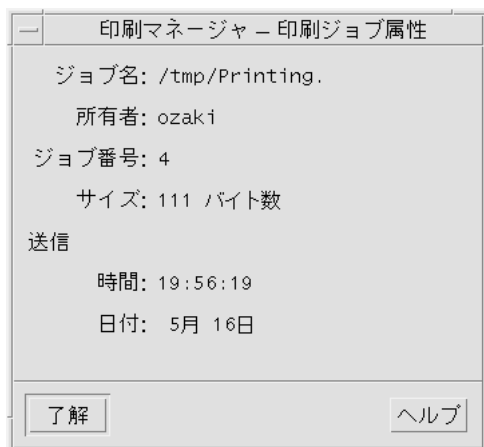 印刷マネージャ – 印刷ジョブ属性
ジョブ名: /tmp/Printing.
所有者: ozaki
ジョブ番号: 4
サイズ: 111 バイト数
送信
時間: 19:56:19
日付: 5月 16日
了解
ヘルプ